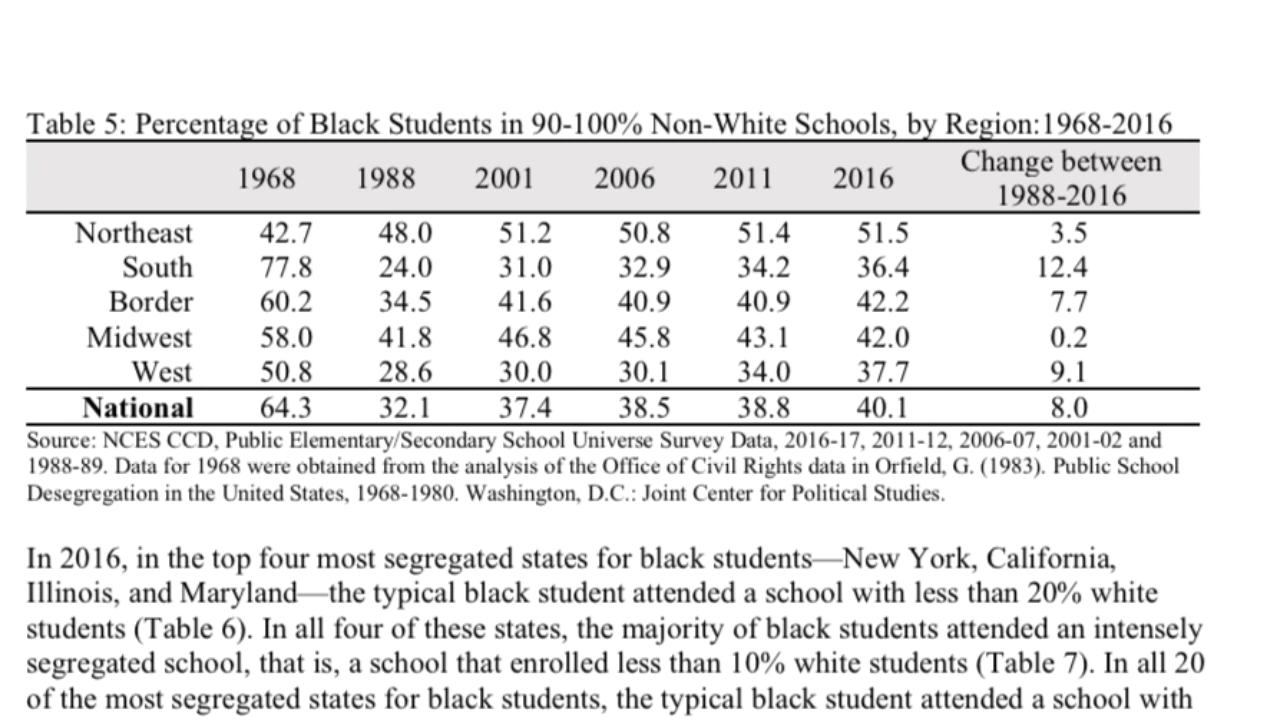 Table 5: Percentage of Black Students in 90-100% Non-White Schools, by Region:1968-2016
1968 1988 2001 2006 2011 2016 Change between 1988-2016
Northeast 42.7 48.0 51.2 50.8 51.4 51.5 3.5
South 77.8 24.0 31.0 32.9 34.2 36.4 12.4
Border 60.2 34.5 41.6 40.9 40.9 42.2 7.7
Midwest 58.0 41.8 46.8 45.8 43.1 42.0 0.2
West 50.8 28.6 30.0 30.1 34.0 37.7 9.1
National 64.3 32.1 37.4 38.5 38.8 40.1 8.0
Source: NCES CCD, Public Elementary/Secondary School Universe Survey Data, 2016-17, 2011-12, 2006-07, 2001-02 and
1988-89. Data for 1968 were obtained from the analysis of the Office of Civil Rights data in Orfield, G. (1983). Public School
Desegregation in the United States, 1968-1980. Washington, D.C.: Joint Center for Political Studies.
In 2016, in the top four most segregated states for black students—New York, California,
Illinois, and Maryland—the typical black student attended a school with less than 20% white
students (Table 6). In all four of these states, the majority of black students attended an intensely
segregated school, that is, a school that enrolled less than 10% white students (Table 7). In all 20
of the most segregated states for black students, the typical black student attended a school with